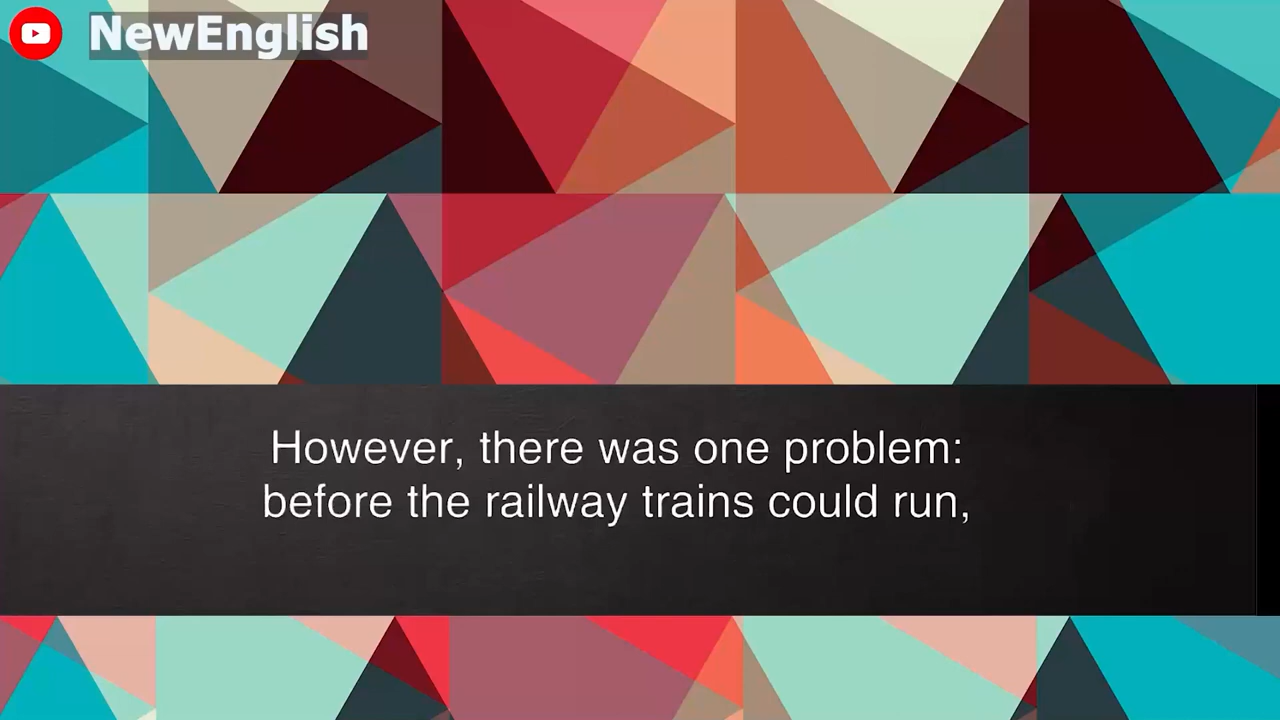 NewEnglish
However, there was one problem:
before the railway trains could run,